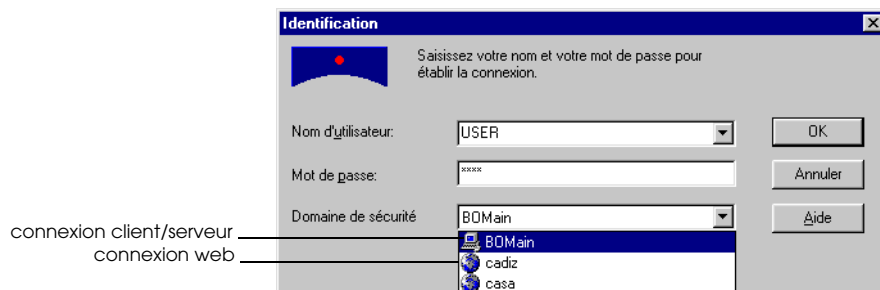 Identification
Saisissez votre nom et votre mot de passe pour
établir la connexion.
Nom d'utilisateur:
USER
OK
Mot de passe:
****
Annuler
Domaine de sécurité
BOMain
Aide
connexion client/serveur
BOMain
connexion web
cadiz
casa